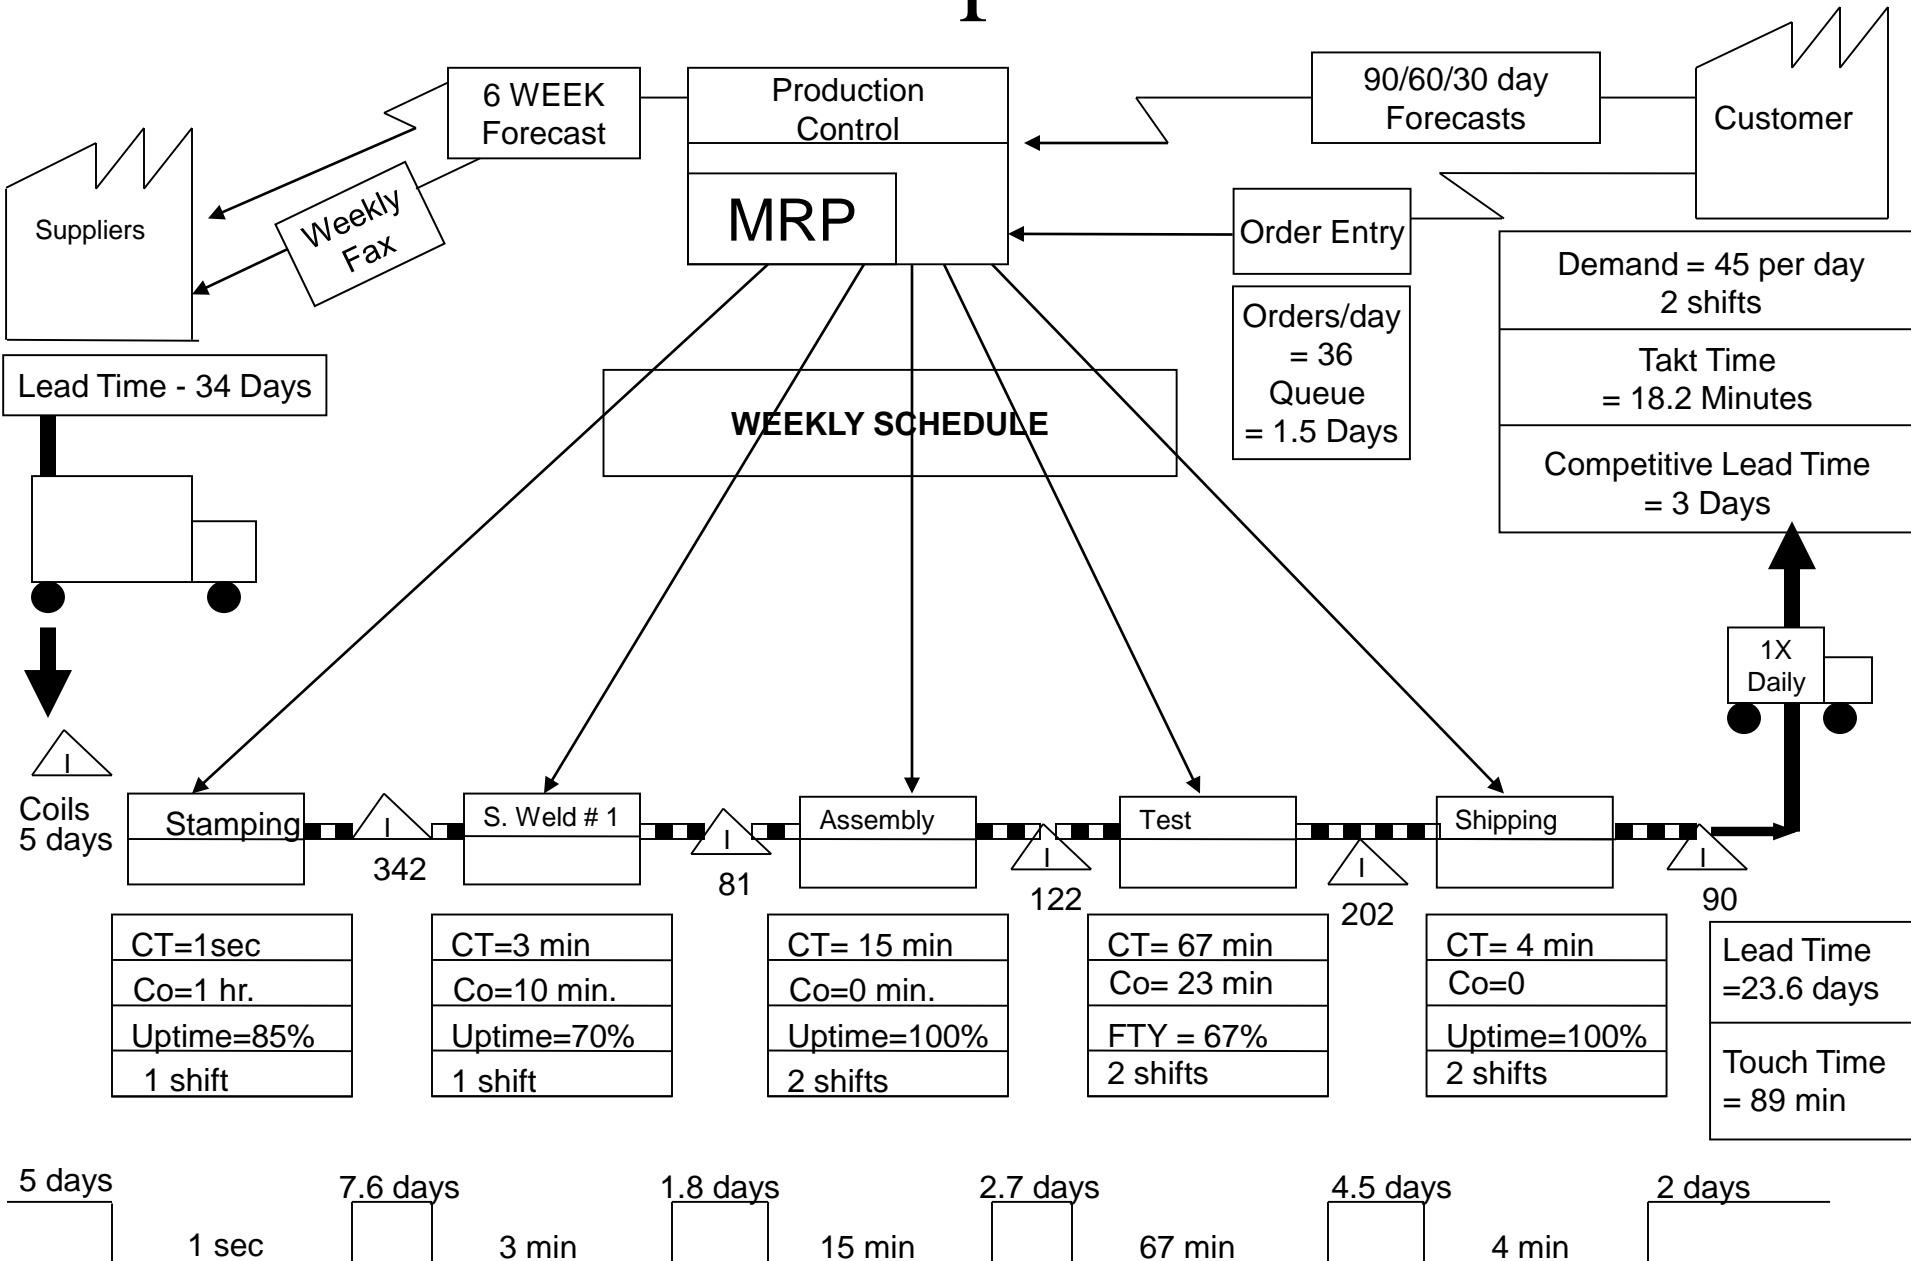 6 WEEK
Forecast
Production
Control
90/60/30 day
Forecasts
Customer
Suppliers
Weekly
Fax
MRP
Order Entry
Demand = 45 per day
2 shifts
Orders/day
= 36
Queue
= 1.5 Days
Takt Time
= 18.2 Minutes
Lead Time - 34 Days
WEEKLY SCHEDULE
Competitive Lead Time
= 3 Days
1X
Daily
I
Coils
5 days
Stamping
I
342
S. Weld # 1
I
81
Assembly
I
122
Test
I
202
Shipping
I
90
CT=1sec
Co=1 hr.
Uptime=85%
1 shift
CT=3 min
Co=10 min.
Uptime=70%
1 shift
CT= 15 min
Co=0 min.
Uptime=100%
2 shifts
CT= 67 min
Co= 23 min
FTY = 67%
2 shifts
CT= 4 min
Co=0
Uptime=100%
2 shifts
Lead Time
=23.6 days
Touch Time
= 89 min
5 days
7.6 days
1.8 days
2.7 days
4.5 days
2 days
1 sec
3 min
15 min
67 min
4 min